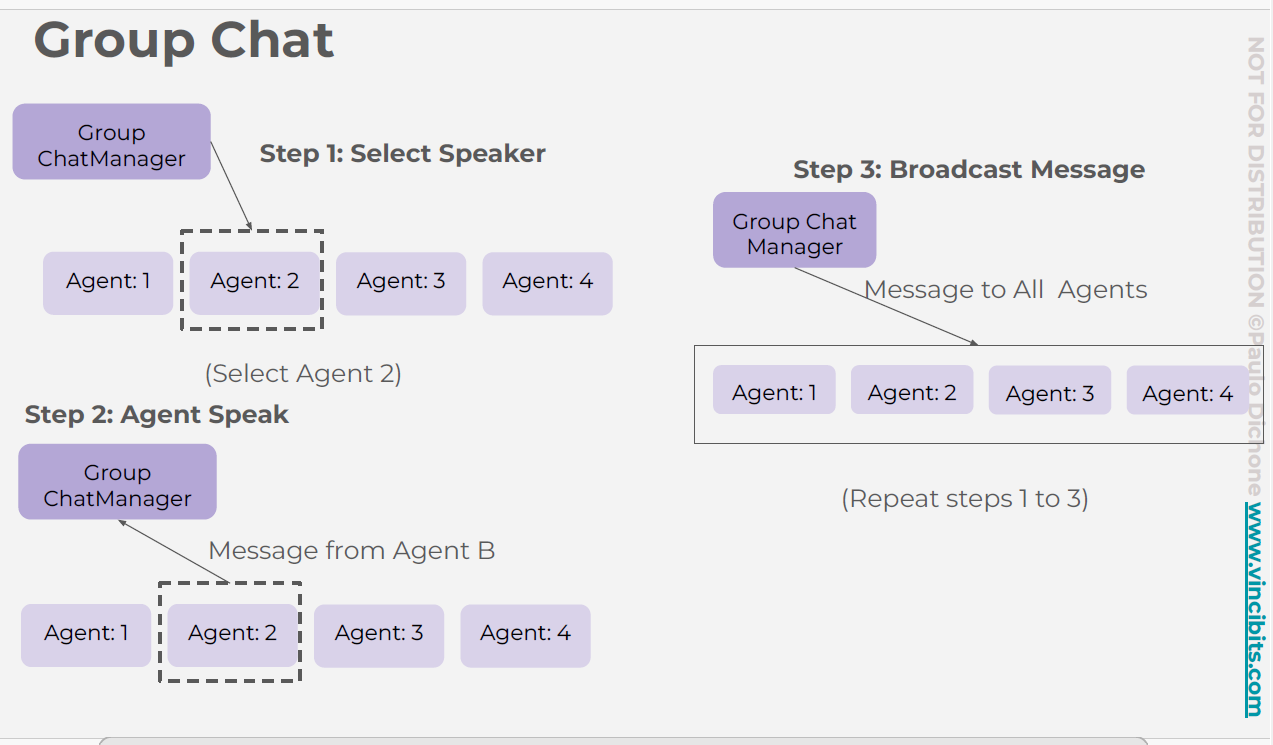 Group Chat
Group
ChatManager
Step 1: Select Speaker
Agent: 1
Agent: 2
Agent: 3
Agent: 4
(Select Agent 2)
Step 2: Agent Speak
Group
ChatManager
Message from Agent B
Agent: 1
Agent: 2
Agent: 3
Agent: 4
Step 3: Broadcast Message
Group Chat
Manager
Message to All  Agents
Agent: 1
Agent: 2
Agent: 3
Agent: 4
(Repeat steps 1 to 3)
NOT FOR DISTRIBUTION ©Paulo Dichone www.vincibits.com